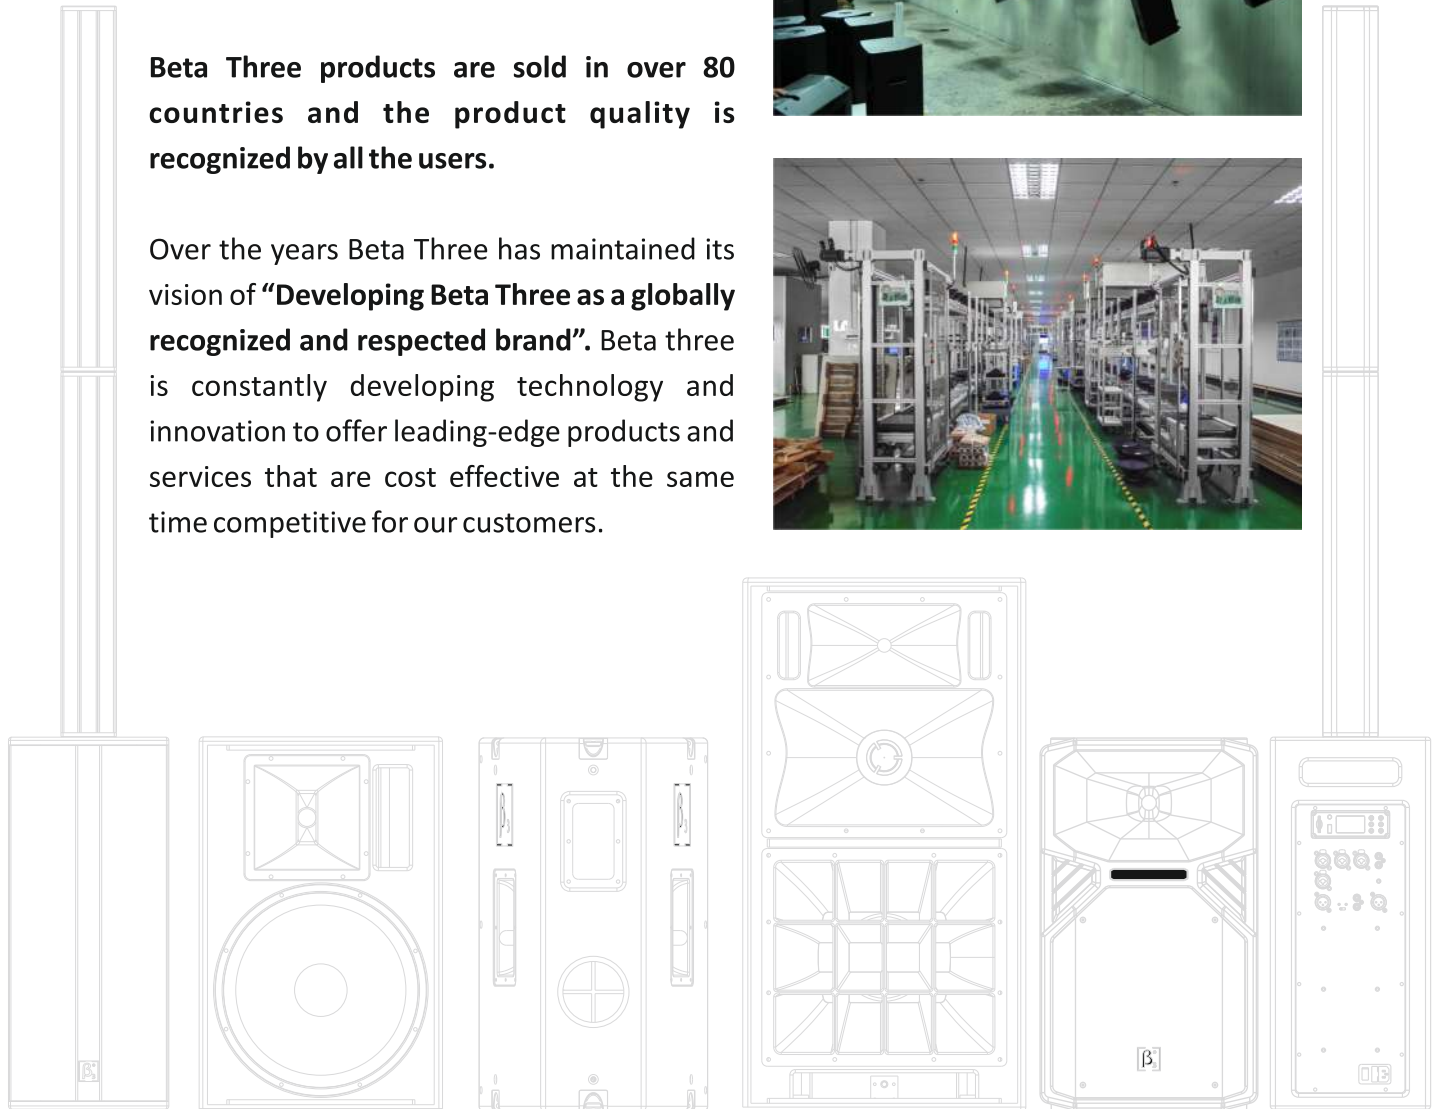 Beta Three products are sold in over 80
countries and the product quality is
recognized by all the users.
Over the years Beta Three has maintained its
vision of “Developing Beta Three as a globally
recognized and respected brand”. Beta three
is constantly developing technology and
innovation to offer leading-edge products and
services that are cost effective at the same
time competitive for our customers.
β
β